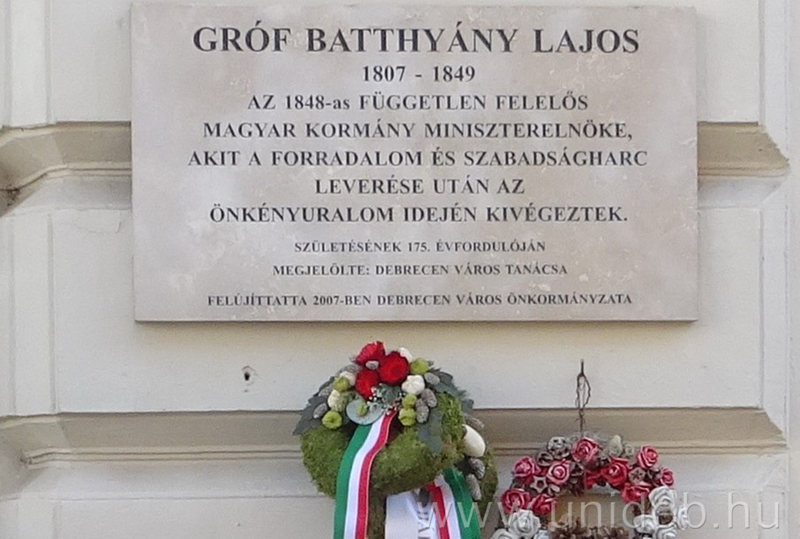 GRÓF BATTHYÁNY LAJOS
1807 - 1849
AZ 1848-as FÜGGETLEN FELELŐS
MAGYAR KORMÁNY MINISZTERELNÖKE,
AKIT A FORRADALOM ÉS SZABADSÁGHARC
LEVERÉSE UTÁN AZ
ÖNKÉNYURALOM IDEJÉN KIVÉGEZTEK.
SZÜLETÉSÉNEK 175. ÉVFORDULÓJÁN
MEGJELÖLTE: DEBRECEN VÁROS TANÁCSA
FELÚJÍTTATTA 2007-BEN DEBRECEN VÁROS ÖNKORMÁNYZATA
www.unideb.hu